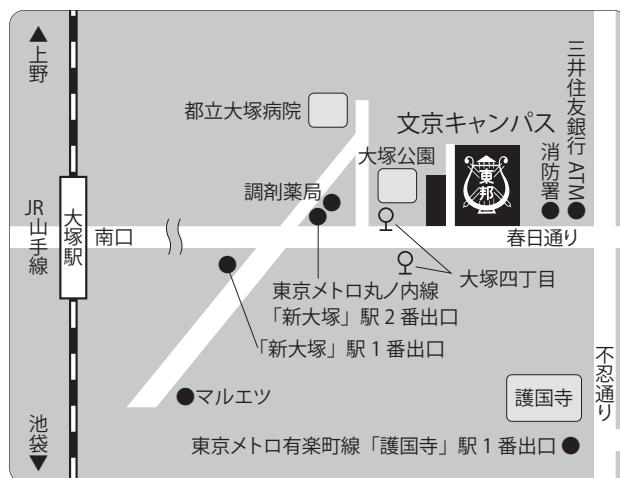 ▲上野
JR山手線
大塚駅
池袋▼
南口
都立大塚病院
調剤薬局
大塚公園
文京キャンパス
東邦
消防署
三井住友銀行 ATM
春日通り
大塚四丁目
東京メトロ丸ノ内線
「新大塚」駅 2 番出口
「新大塚」駅 1 番出口
マルエツ
不忍通り
護国寺
東京メトロ有楽町線「護国寺」駅 1 番出口